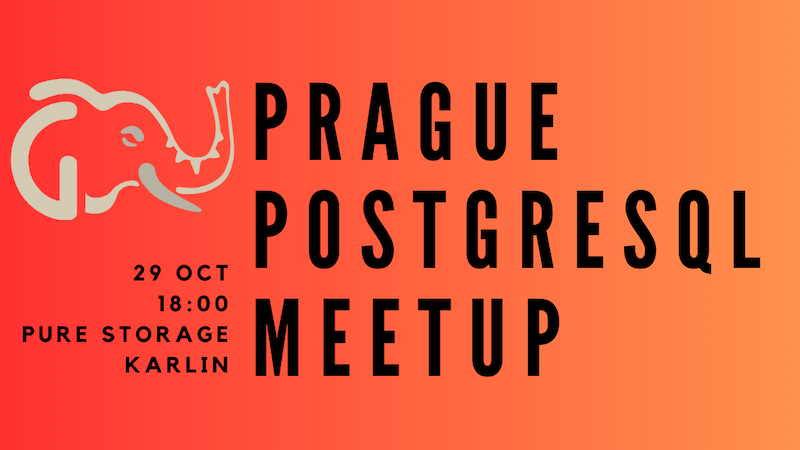 PRAGUE
POSTGRESQL
MEETUP
29 OCT
18:00
PURE STORAGE
KARLIN